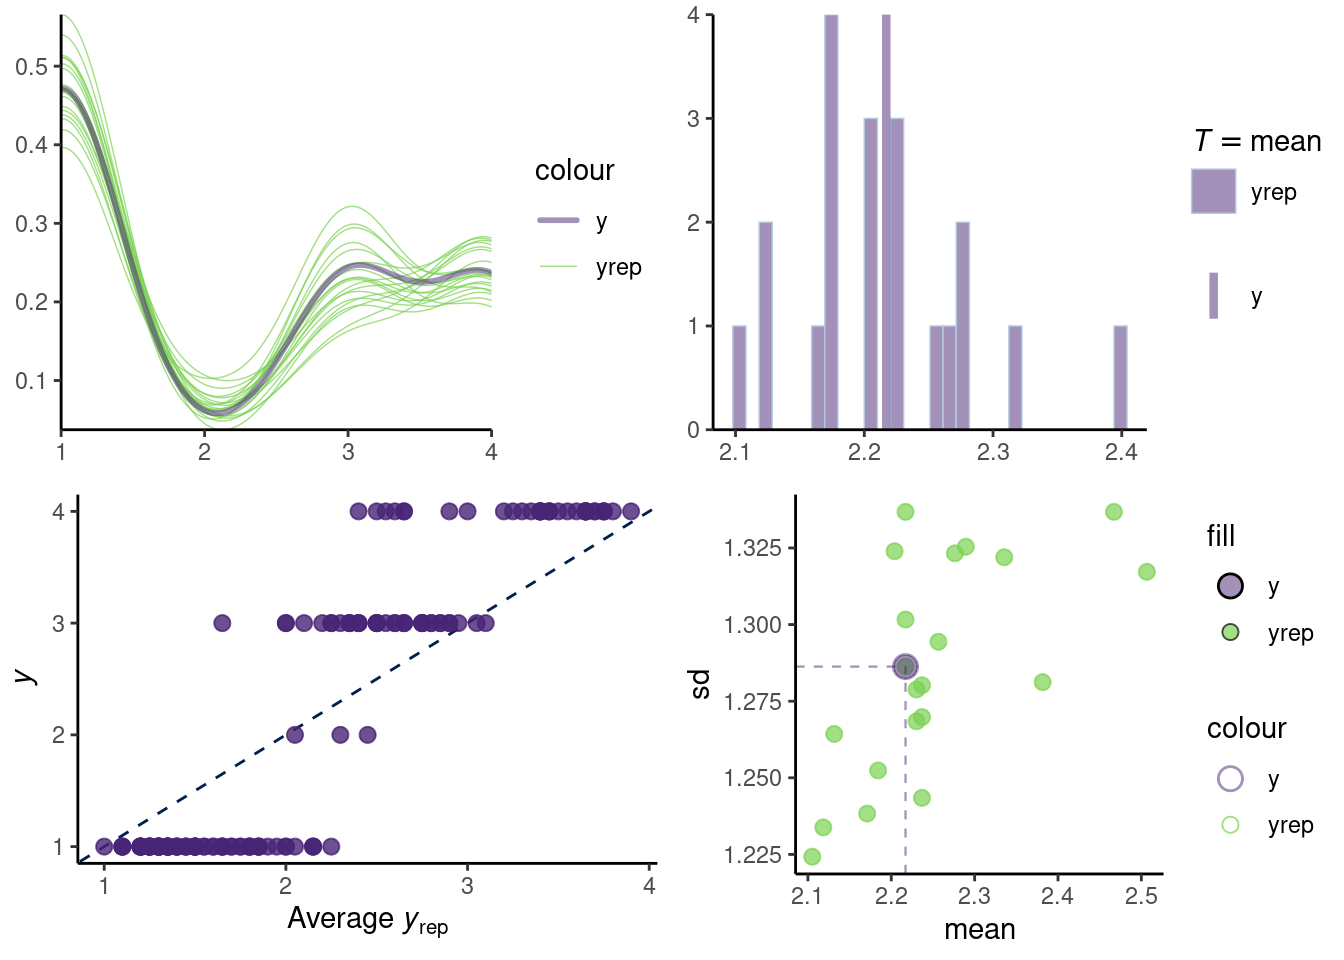 0.5
0.4
0.3
0.2
0.1
1 2 3 4
colour
y
yrep
4
3
2
1
0
2.1 2.2 2.3 2.4
T = mean
yrep
y
y
4
3
2
1
1 2 3 4
Average yrep
sd
1.325
1.300
1.275
1.250
1.225
2.1 2.2 2.3 2.4 2.5
mean
fill
y
yrep
colour
y
yrep